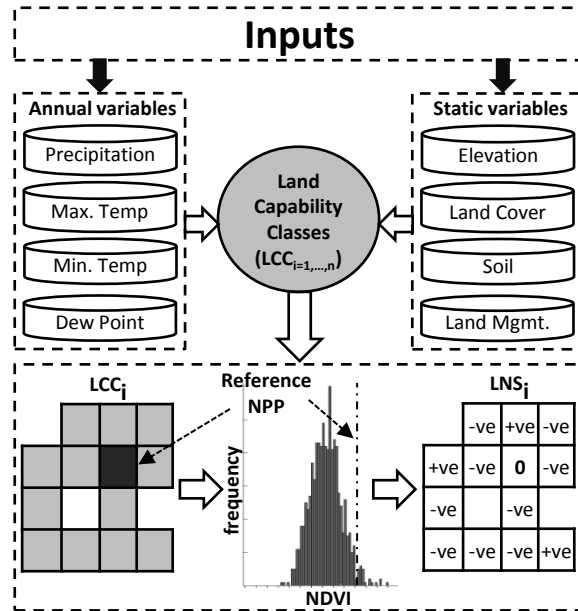 Inputs
Annual variables
Precipitation
Max. Temp
Min. Temp
Dew Point
Land
Capability
Classes
(LCCi=1,...,n)
Static variables
Elevation
Land Cover
Soil
Land Mgmt.
LCCi
Reference
NPP
frequency
NDVI
LNSi
-ve +ve -ve
+ve -ve 0 -ve
-ve -ve
-ve -ve -ve +ve